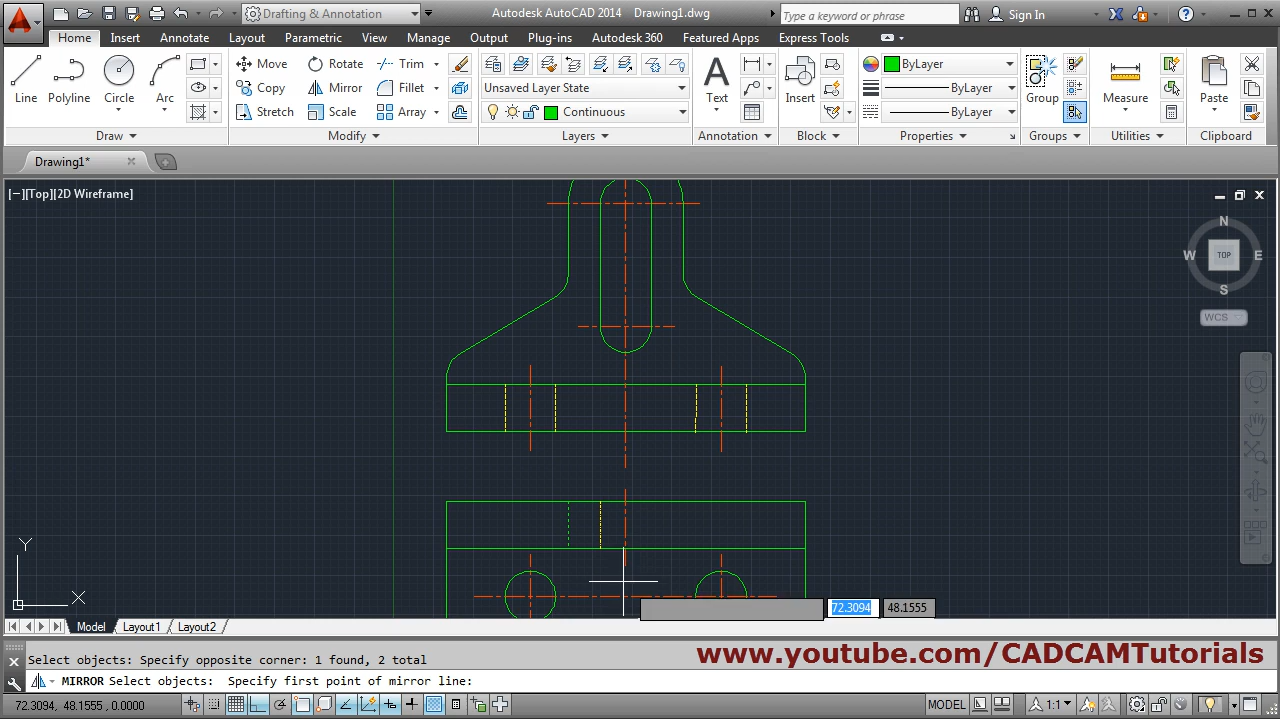 Drafting & Annotation
Autodesk AutoCAD 2014 Drawing1.dwg
Type a keyword or phrase
Sign In
Home Insert Annotate Layout Parametric View Manage Output Plug-ins Autodesk 360 Featured Apps Express Tools
Line
Polyline
Circle
Arc
Draw
Move Rotate Trim
Copy Mirror Fillet
Stretch Scale Array
Modify
Unsaved Layer State
Continuous
Layers
A
Text
Annotation
Insert
Block
ByLayer
ByLayer
ByLayer
Properties
Group
Groups
Measure
Utilities
Paste
Clipboard
Drawing1*
[−][Top][2D Wireframe]
N
W TOP E
S
WCS
Y
X
72.3094 48.1555
Model Layout1 Layout2
Select objects: Specify opposite corner: 1 found, 2 total
MIRROR Select objects: Specify first point of mirror line:
www.youtube.com/CADCAMTutorials
72.3094, 48.1555, 0.0000
MODEL
1:1